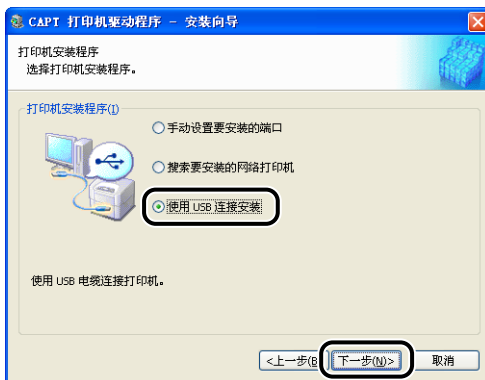 CAPT 打印机驱动程序 - 安装向导
打印机安装程序
选择打印机安装程序。
打印机安装程序(I)
手动设置要安装的端口
搜索要安装的网络打印机
使用 USB 连接安装
使用 USB 电缆连接打印机。
<上一步(B 下一步(N)> 取消